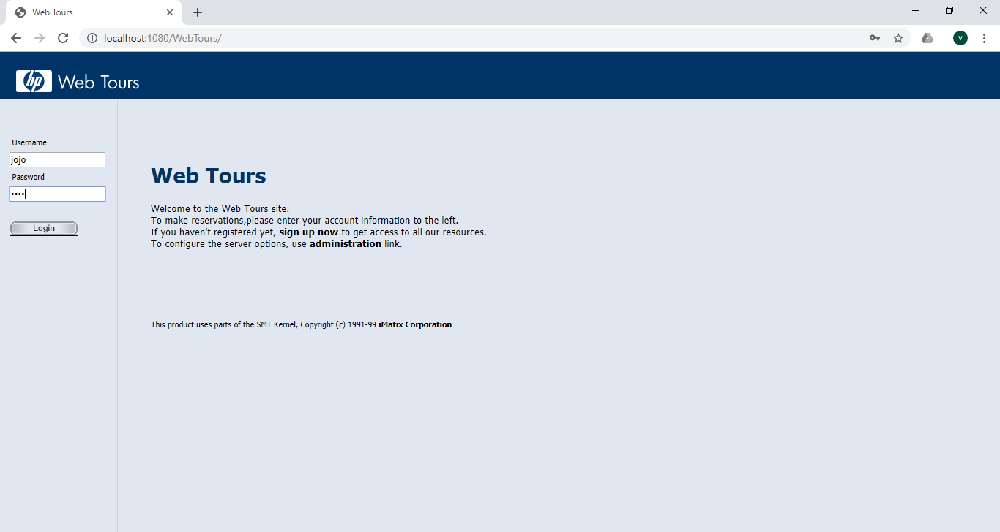 Web Tours
localhost:1080/WebTours/
V
hp Web Tours
Username
jojo
Password
••••
Login
Web Tours
Welcome to the Web Tours site.
To make reservations,please enter your account information to the left.
If you haven't registered yet, sign up now to get access to all our resources.
To configure the server options, use administration link.
This product uses parts of the SMT Kernel, Copyright (c) 1991-99 iMatix Corporation